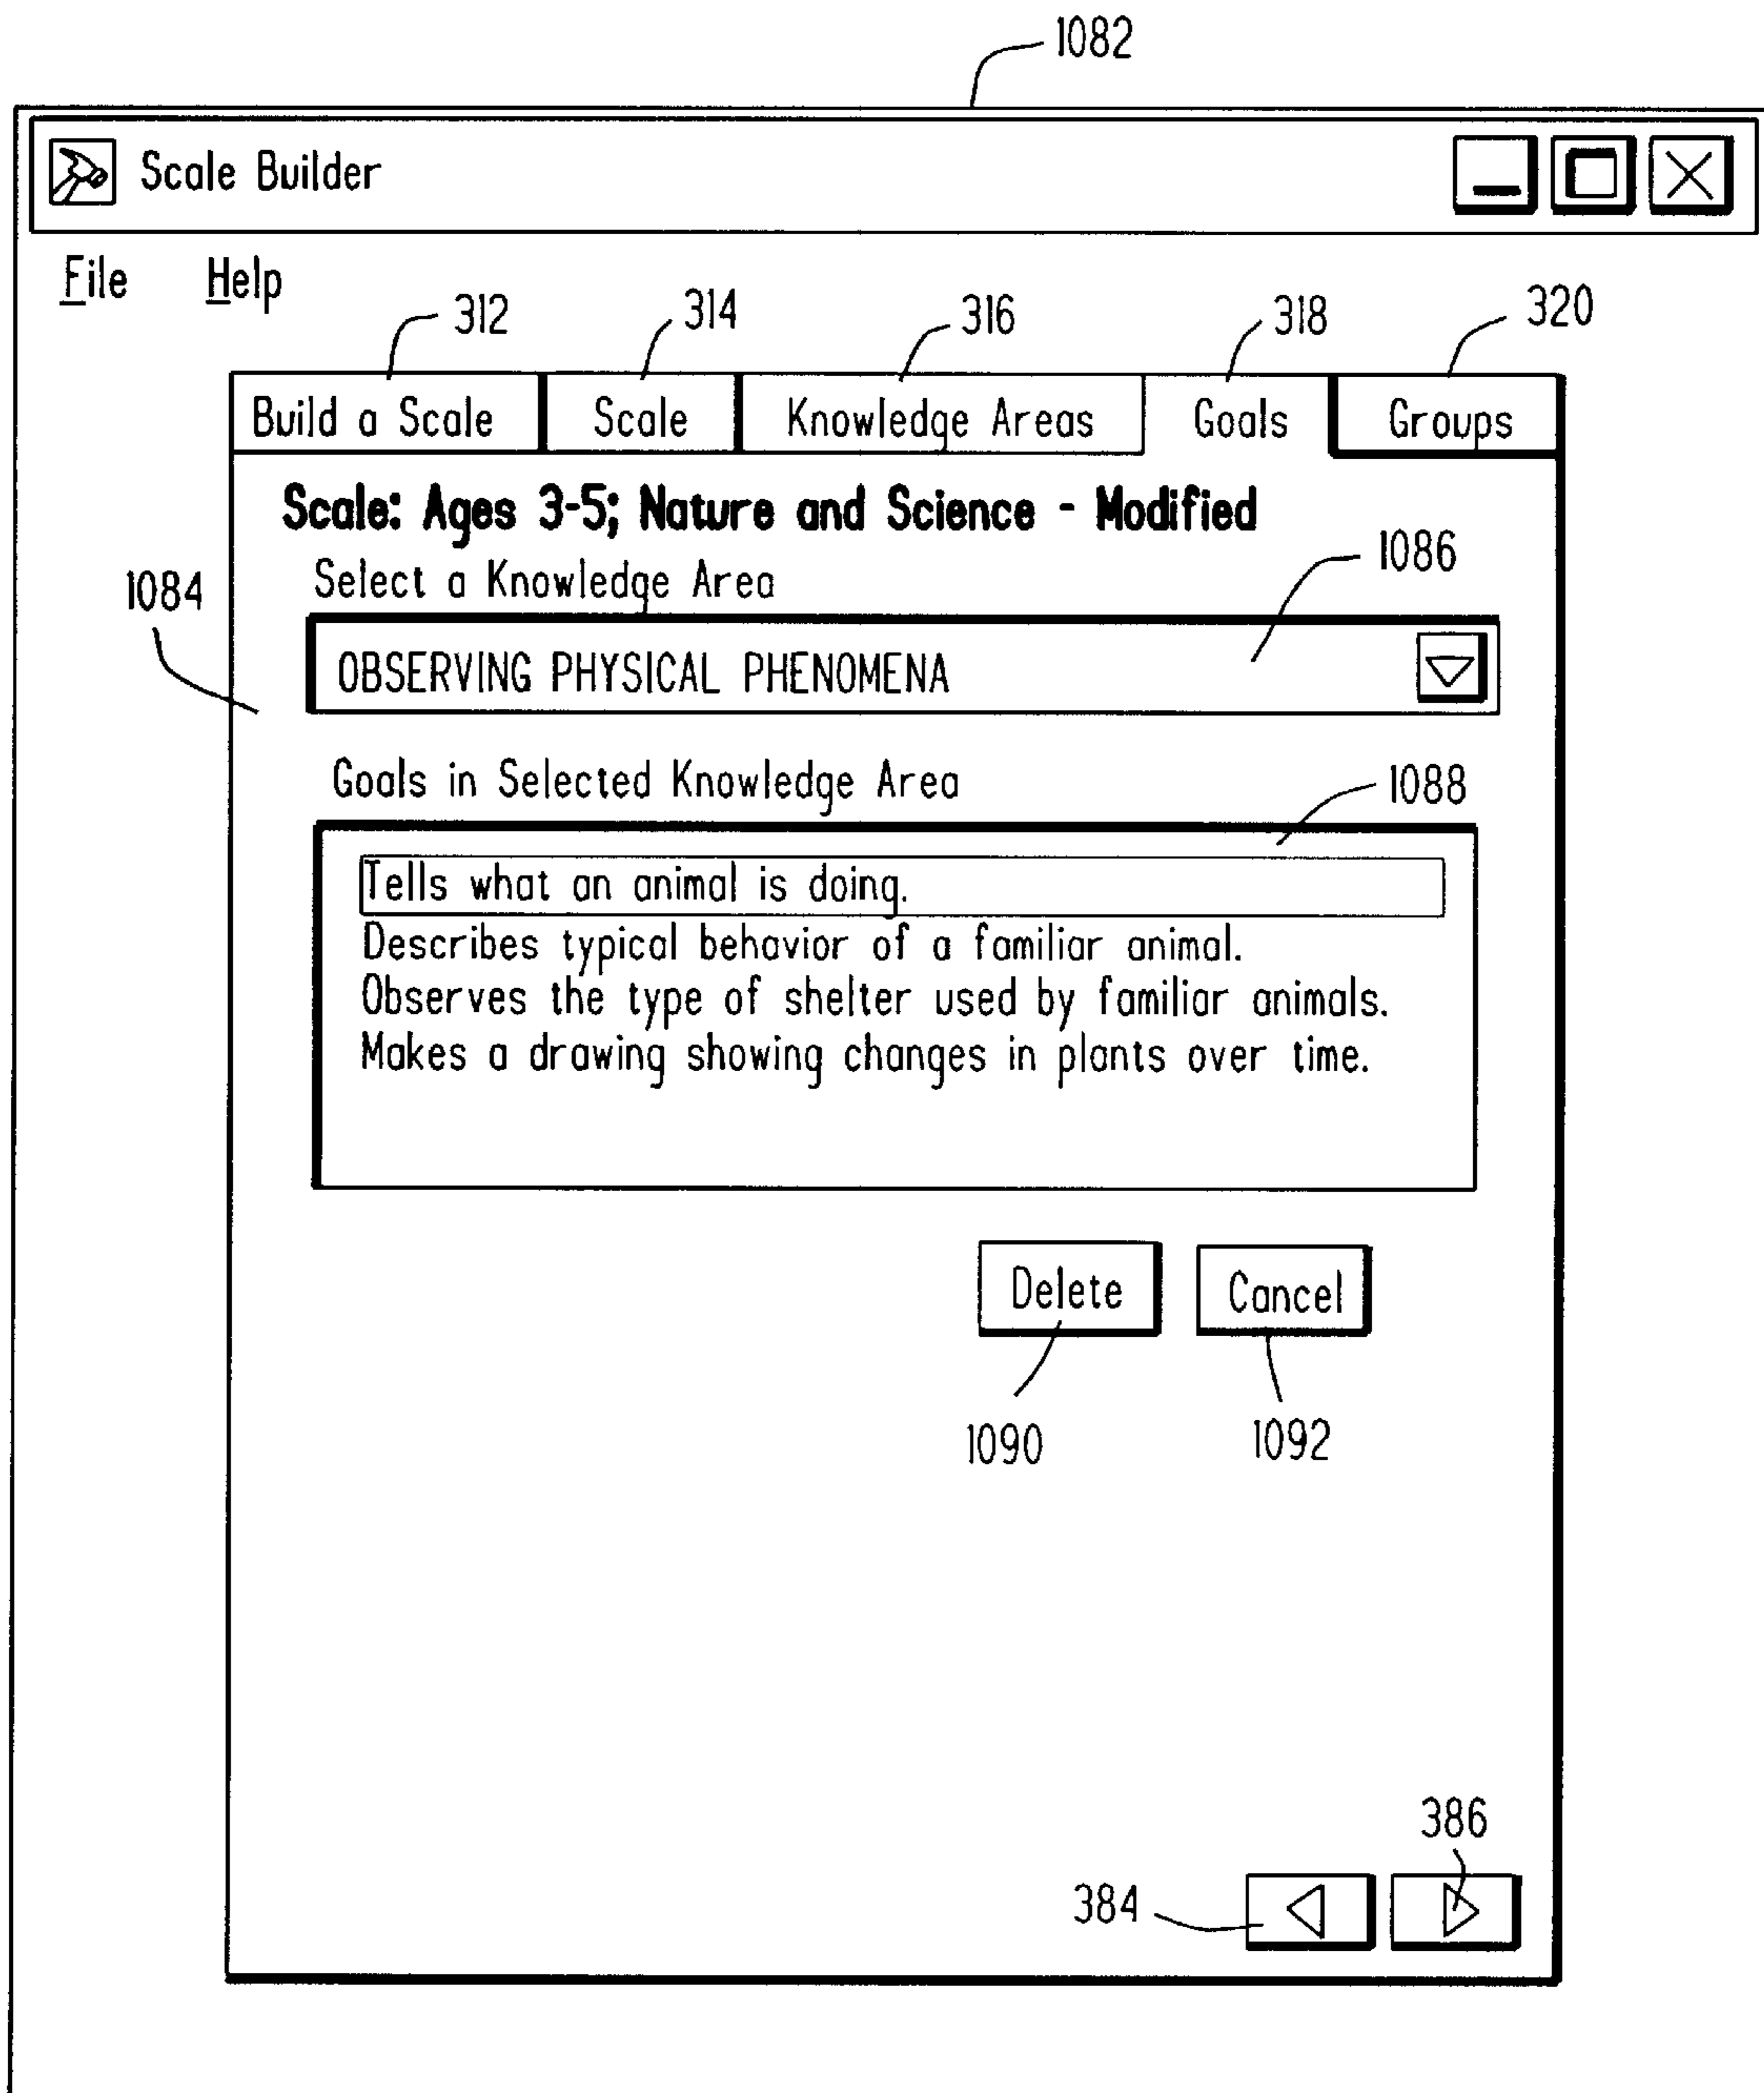 1082
Scale Builder
File Help
312 314 316 318 320
Build a Scale Scale Knowledge Areas Goals Groups
Scale: Ages 3-5; Nature and Science - Modified
1086
Select a Knowledge Area
1084
OBSERVING PHYSICAL PHENOMENA
Goals in Selected Knowledge Area
1088
Tells what an animal is doing.
Describes typical behavior of a familiar animal.
Observes the type of shelter used by familiar animals.
Makes a drawing showing changes in plants over time.
Delete Cancel
1090 1092
386
384